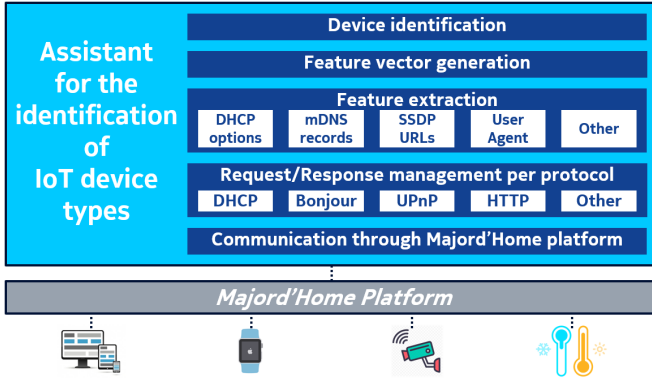 Assistant
for the
identification
of
IoT device
types
Device identification
Feature vector generation
Feature extraction
DHCP
options
mDNS
records
SSDP
URLs
User
Agent
Other
Request/Response management per protocol
DHCP
Bonjour
UPnP
HTTP
Other
Communication through Majord’Home platform
Majord’Home Platform